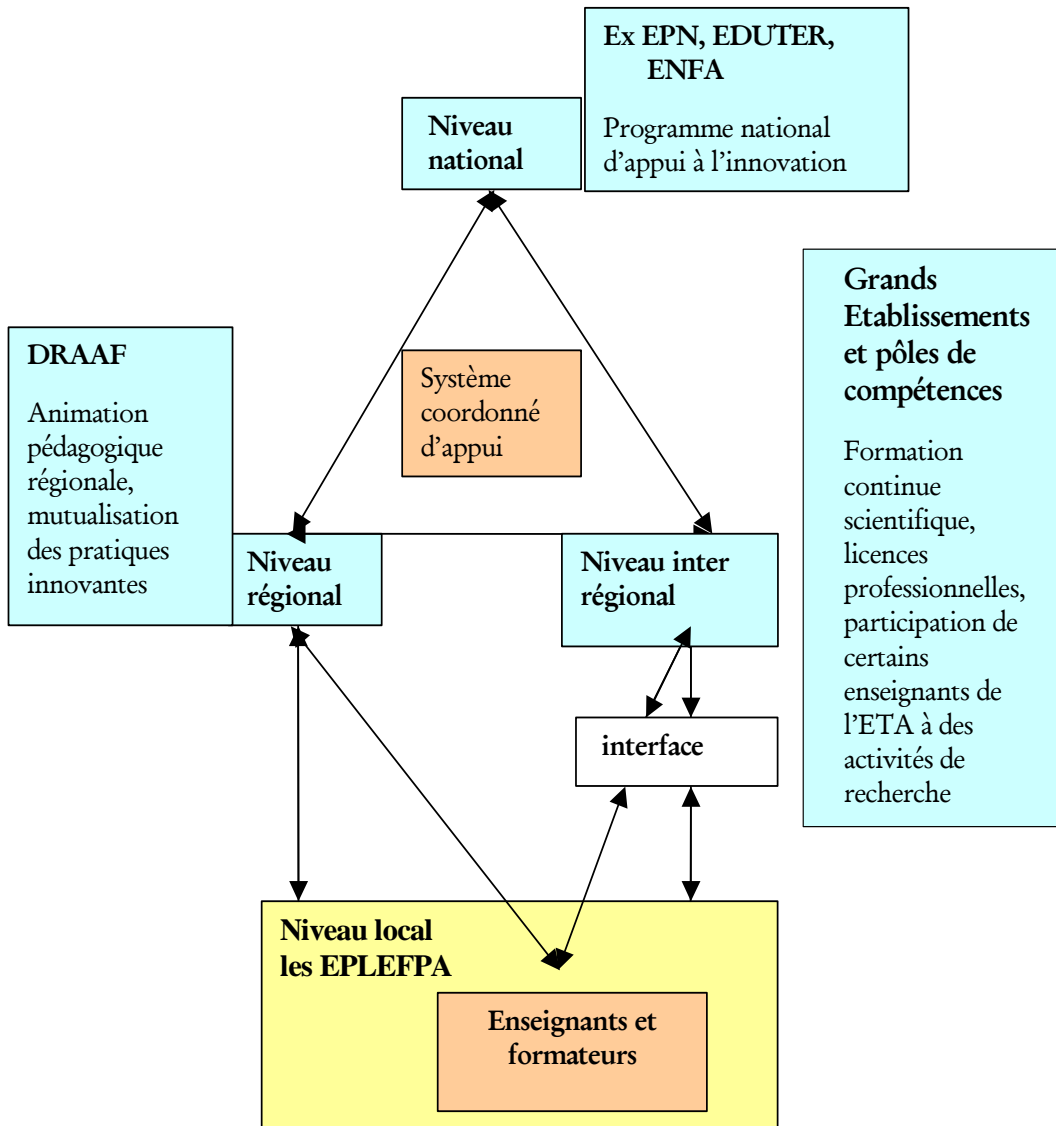 Ex EPN, EDUTER,
ENFA
Programme national
d’appui à l’innovation
Niveau
national
Grands
Etablissements
et pôles de
compétences
Formation
continue
scientifique,
licences
professionnelles,
participation de
certains
enseignants de
l’ETA à des
activités de
recherche
DRAAF
Animation
pédagogique
régionale,
mutualisation
des pratiques
innovantes
Système
coordonné
d’appui
Niveau
régional
Niveau inter
régional
interface
Niveau local
les EPLEFPA
Enseignants et
formateurs